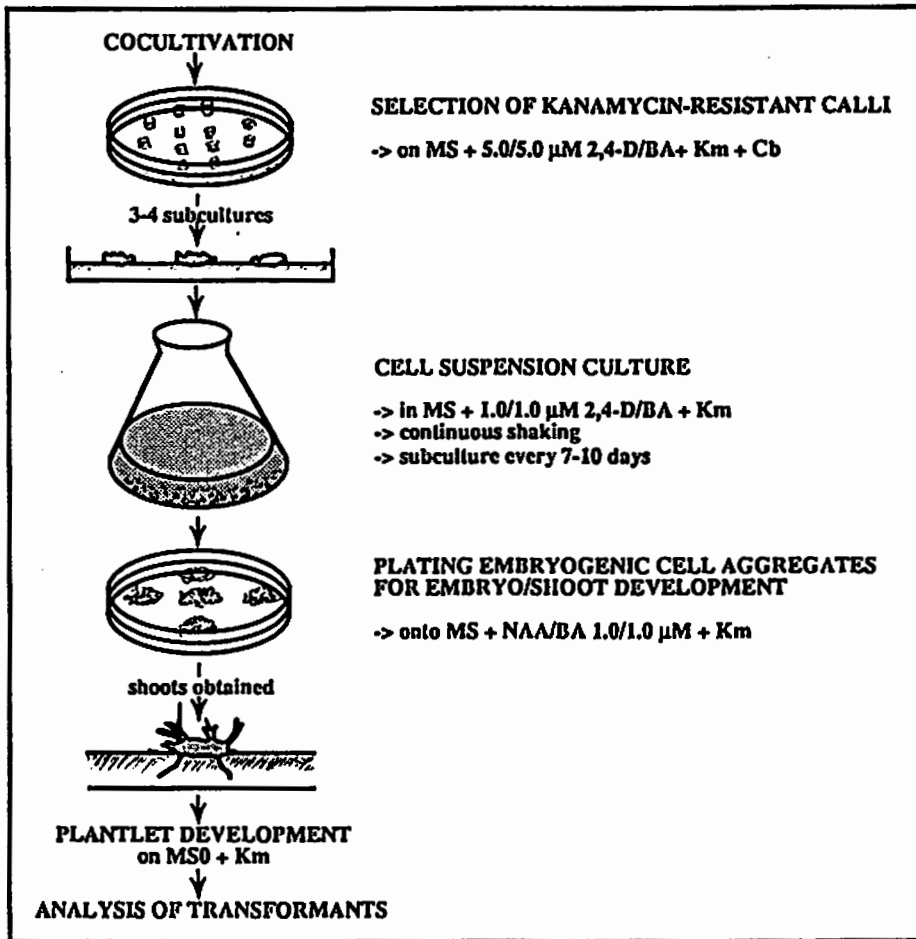 COCULTIVATION
SELECTION OF KANAMYCIN-RESISTANT CALLI
-> on MS + 5.0/5.0 μM 2,4-D/BA+ Km + Cb
3-4 subcultures
CELL SUSPENSION CULTURE
-> in MS + 1.0/1.0 μM 2,4-D/BA + Km
-> continuous shaking
-> subculture every 7-10 days
PLATING EMBRYOGENIC CELL AGGREGATES
FOR EMBRYO/SHOOT DEVELOPMENT
-> onto MS + NAA/BA 1.0/1.0 μM + Km
shoots obtained
PLANTLET DEVELOPMENT
on MS0 + Km
ANALYSIS OF TRANSFORMANTS